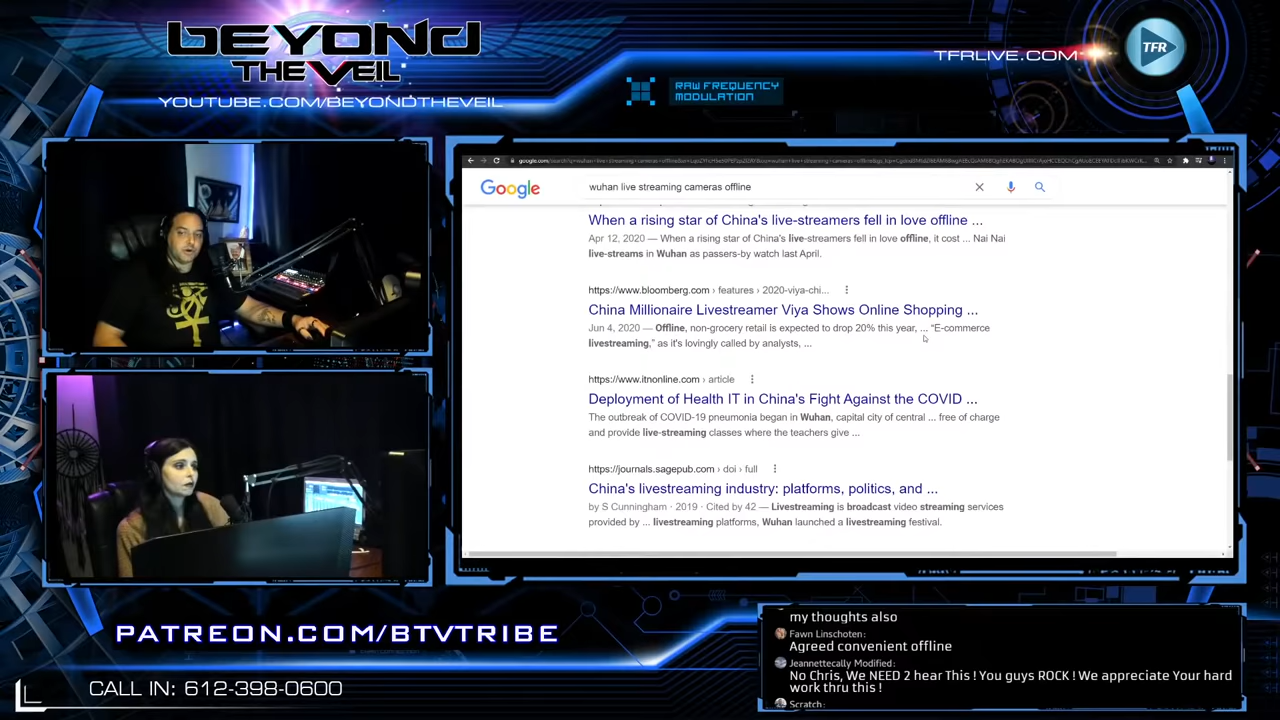 BEYOND
THE VEIL
YOUTUBE.COM/BEYONDTHEVEIL
RAW FREQUENCY
MODULATION
TFRLIVE.COM
TFR
Google
wuhan live streaming cameras offline
When a rising star of China's live-streamers fell in love offline ...
Apr 12, 2020 — When a rising star of China's live-streamers fell in love offline, it cost ... Nai Nai
live-streams in Wuhan as passers-by watch last April.
https://www.bloomberg.com › features › 2020-viya-chi...
China Millionaire Livestreamer Viya Shows Online Shopping ...
Jun 4, 2020 — Offline, non-grocery retail is expected to drop 20% this year, ... “E-commerce
livestreaming,” as it's lovingly called by analysts, ...
https://www.itnonline.com › article
Deployment of Health IT in China's Fight Against the COVID ...
The outbreak of COVID-19 pneumonia began in Wuhan, capital city of central ... free of charge
and provide live-streaming classes where the teachers give ...
https://journals.sagepub.com › doi › full
China's livestreaming industry: platforms, politics, and ...
by S Cunningham · 2019 · Cited by 42 — Livestreaming is broadcast video streaming services
provided by ... livestreaming platforms, Wuhan launched a livestreaming festival.
PATREON.COM/BTVTRIBE
CALL IN: 612-398-0600
my thoughts also
Fawn Linschoten:
Agreed convenient offline
Jeannettecally Modified:
No Chris, We NEED 2 hear This ! You guys ROCK ! We appreciate Your hard
work thru this !
Scratch: